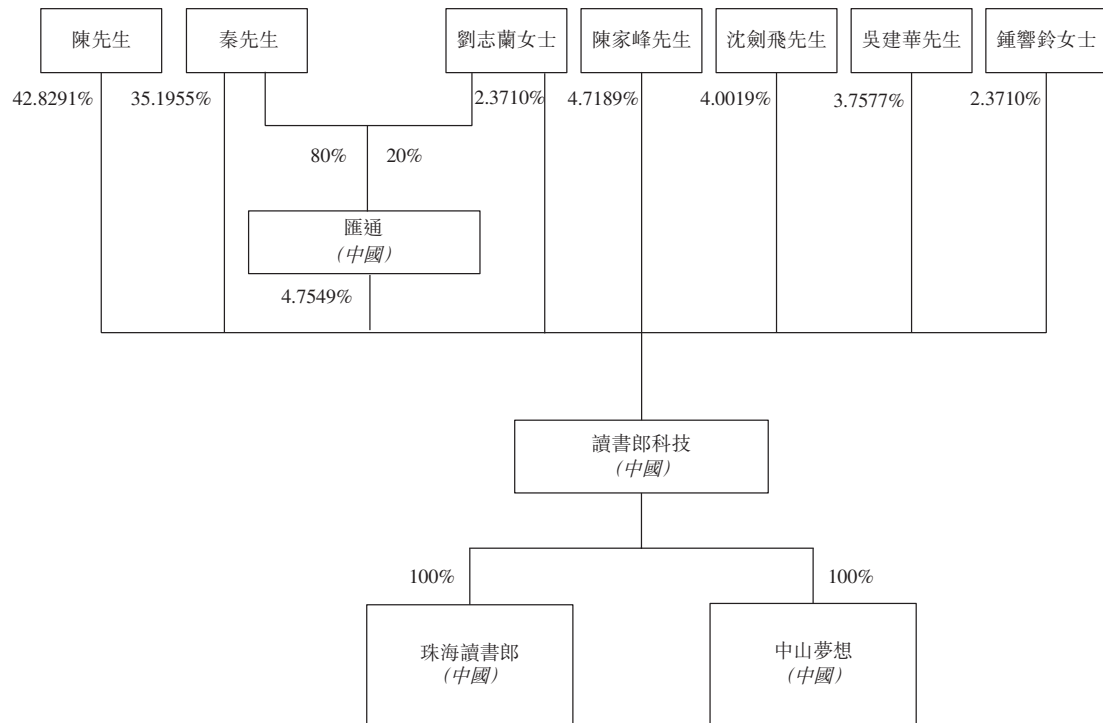 陳先生
秦先生
劉志蘭女士
陳家峰先生
沈劍飛先生
吳建華先生
鍾響鈴女士
42.8291%
35.1955%
2.3710%
4.7189%
4.0019%
3.7577%
2.3710%
80%
20%
匯通
(中國)
4.7549%
讀書郎科技
(中國)
100%
100%
珠海讀書郎
(中國)
中山夢想
(中國)